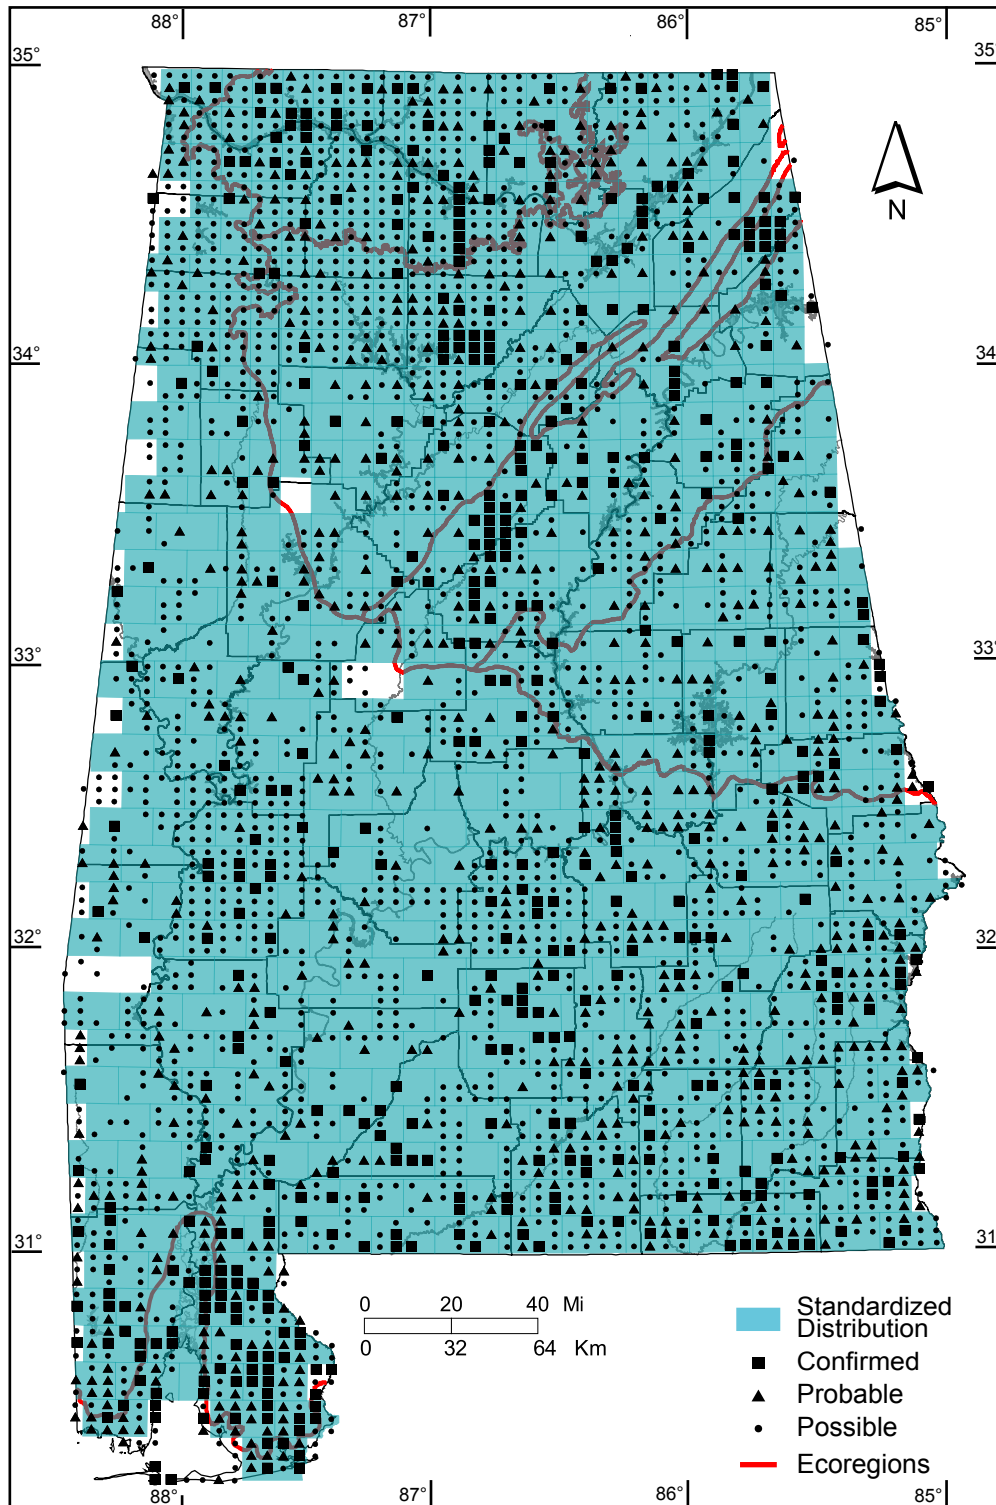 88° 87° 86° 85°
35° 35°
N
34° 34
33° 33°
32° 32
31° 31
0 20 40 Mi
0 32 64 Km
Standardized
Distribution
Confirmed
Probable
Possible
Ecoregions
88° 87° 86° 85°